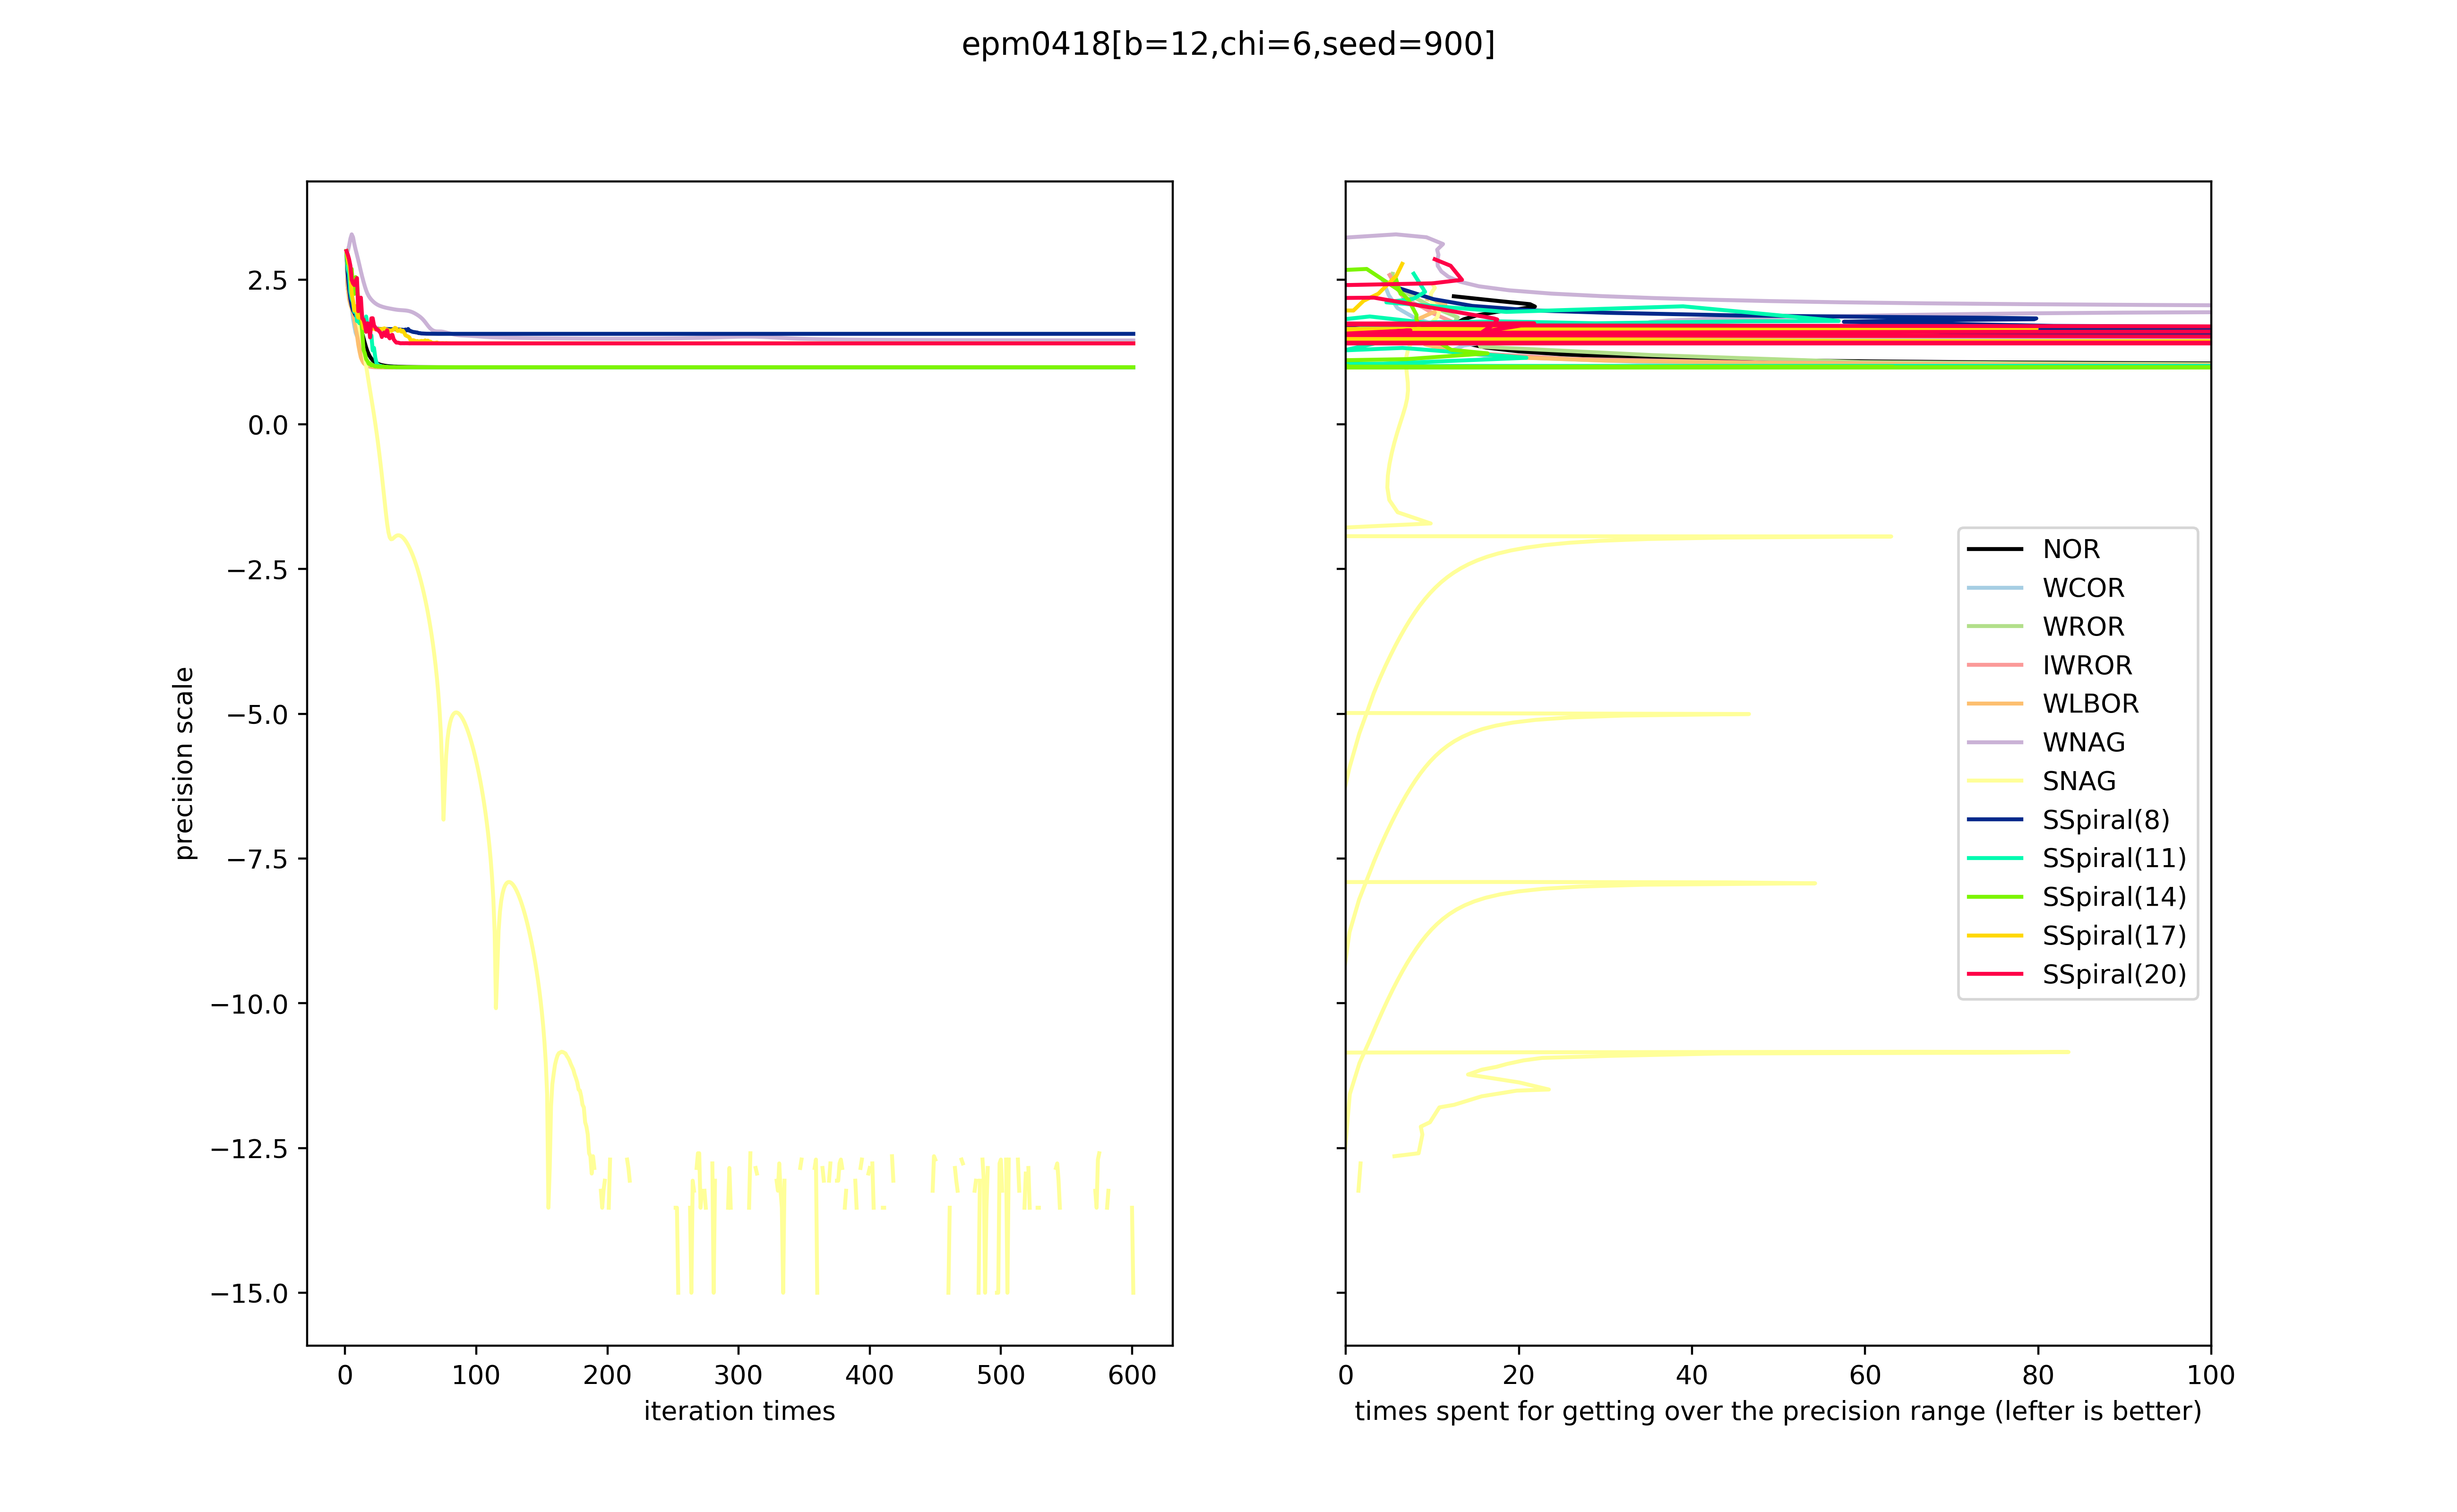 epm0418[b=12,chi=6,seed=900]
precision scale
2.5
0.0
−2.5
−5.0
−7.5
−10.0
−12.5
−15.0
0 100 200 300 400 500 600
iteration times
NOR
WCOR
WROR
IWROR
WLBOR
WNAG
SNAG
SSpiral(8)
SSpiral(11)
SSpiral(14)
SSpiral(17)
SSpiral(20)
0 20 40 60 80 100
times spent for getting over the precision range (lefter is better)